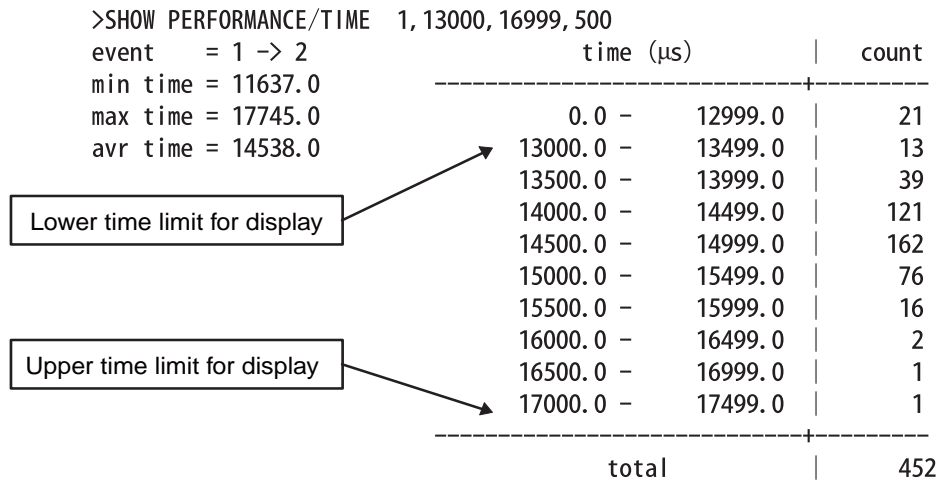 >SHOW PERFORMANCE/TIME 1,13000,16999,500
event = 1 -> 2
min time = 11637.0
max time = 17745.0
avr time = 14538.0
Lower time limit for display
Upper time limit for display
time (μs) | count
---------------------------------+----------
0.0 - 12999.0 | 21
13000.0 - 13499.0 | 13
13500.0 - 13999.0 | 39
14000.0 - 14499.0 | 121
14500.0 - 14999.0 | 162
15000.0 - 15499.0 | 76
15500.0 - 15999.0 | 16
16000.0 - 16499.0 | 2
16500.0 - 16999.0 | 1
17000.0 - 17499.0 | 1
---------------------------------+----------
total | 452